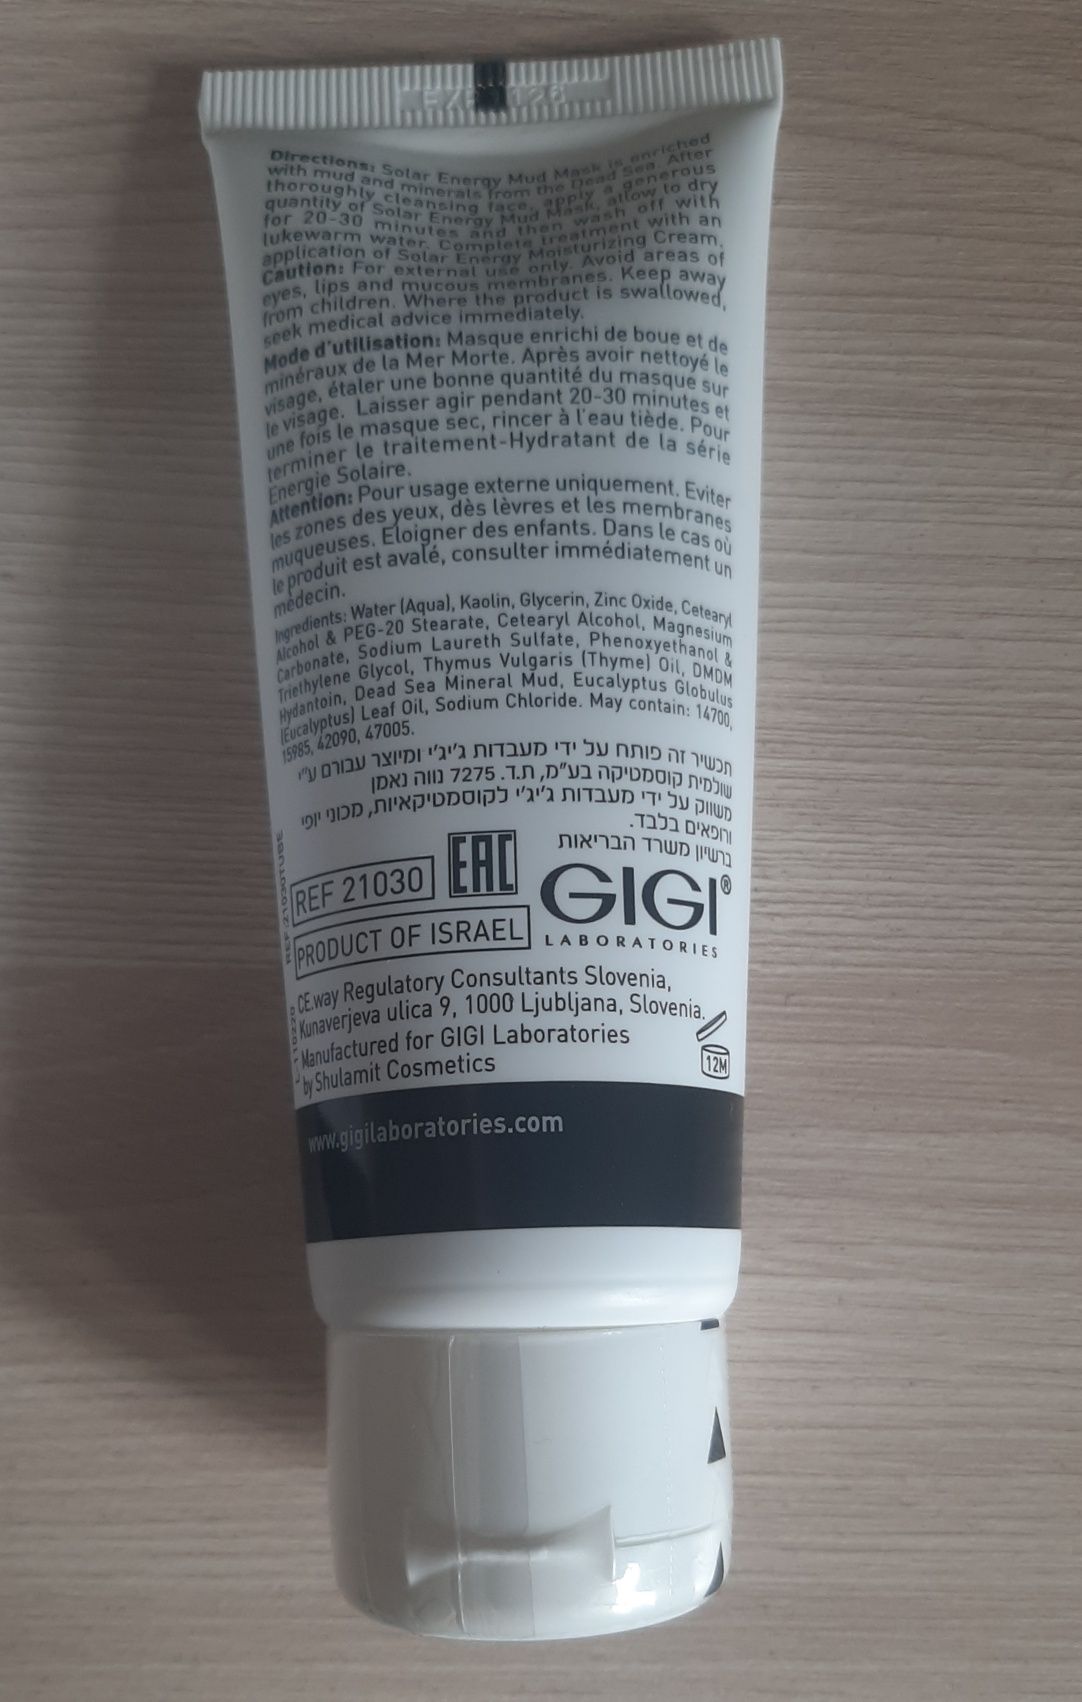 Directions: Solar Energy Mud Mask is enriched
with mud and minerals from the Dead Sea. After
thoroughly cleansing face, apply a generous
quantity of Solar Energy Mud Mask, allow to dry
for 20-30 minutes and then wash off with
lukewarm water. Complete treatment with an
application of Solar Energy Moisturizing Cream.
Caution: For external use only. Avoid areas of
eyes, lips and mucous membranes. Keep away
from children. Where the product is swallowed,
seek medical advice immediately.
Mode d'utilisation: Masque enrichi de boue et de
minéraux de la Mer Morte. Après avoir nettoyé le
visage, étaler une bonne quantité du masque sur
le visage. Laisser agir pendant 20-30 minutes et
une fois le masque sec, rincer à l'eau tiède. Pour
terminer le traitement-Hydratant de la série
Energie Solaire.
Attention: Pour usage externe uniquement. Eviter
les zones des yeux, dès lèvres et les membranes
muqueuses. Eloigner des enfants. Dans le cas où
le produit est avalé, consulter immédiatement un
médecin.
Ingredients: Water (Aqua), Kaolin, Glycerin, Zinc Oxide, Cetearyl
Alcohol & PEG-20 Stearate, Cetearyl Alcohol, Magnesium
Carbonate, Sodium Laureth Sulfate, Phenoxyethanol &
Triethylene Glycol, Thymus Vulgaris (Thyme) Oil, DMDM
Hydantoin, Dead Sea Mineral Mud, Eucalyptus Globulus
(Eucalyptus) Leaf Oil, Sodium Chloride. May contain: 14700,
15985, 42090, 47005.
תכשיר זה פותח על ידי מעבדות ג'יג'י ומיוצר עבורם ע"י
שולמית קוסמטיקה בע"מ, ת.ד. 7275 נווה נאמן
משווק על ידי מעבדות ג'יג'י לקוסמטיקאיות, מכוני יופי
ורופאים בלבד.
ברשיון משרד הבריאות
REF 21030
EAC
GIGI®
LABORATORIES
PRODUCT OF ISRAEL
REF:21030TUBE
CE.way Regulatory Consultants Slovenia,
Kunaverjeva ulica 9, 1000 Ljubljana, Slovenia.
Manufactured for GIGI Laboratories
by Shulamit Cosmetics
12M
www.gigilaboratories.com